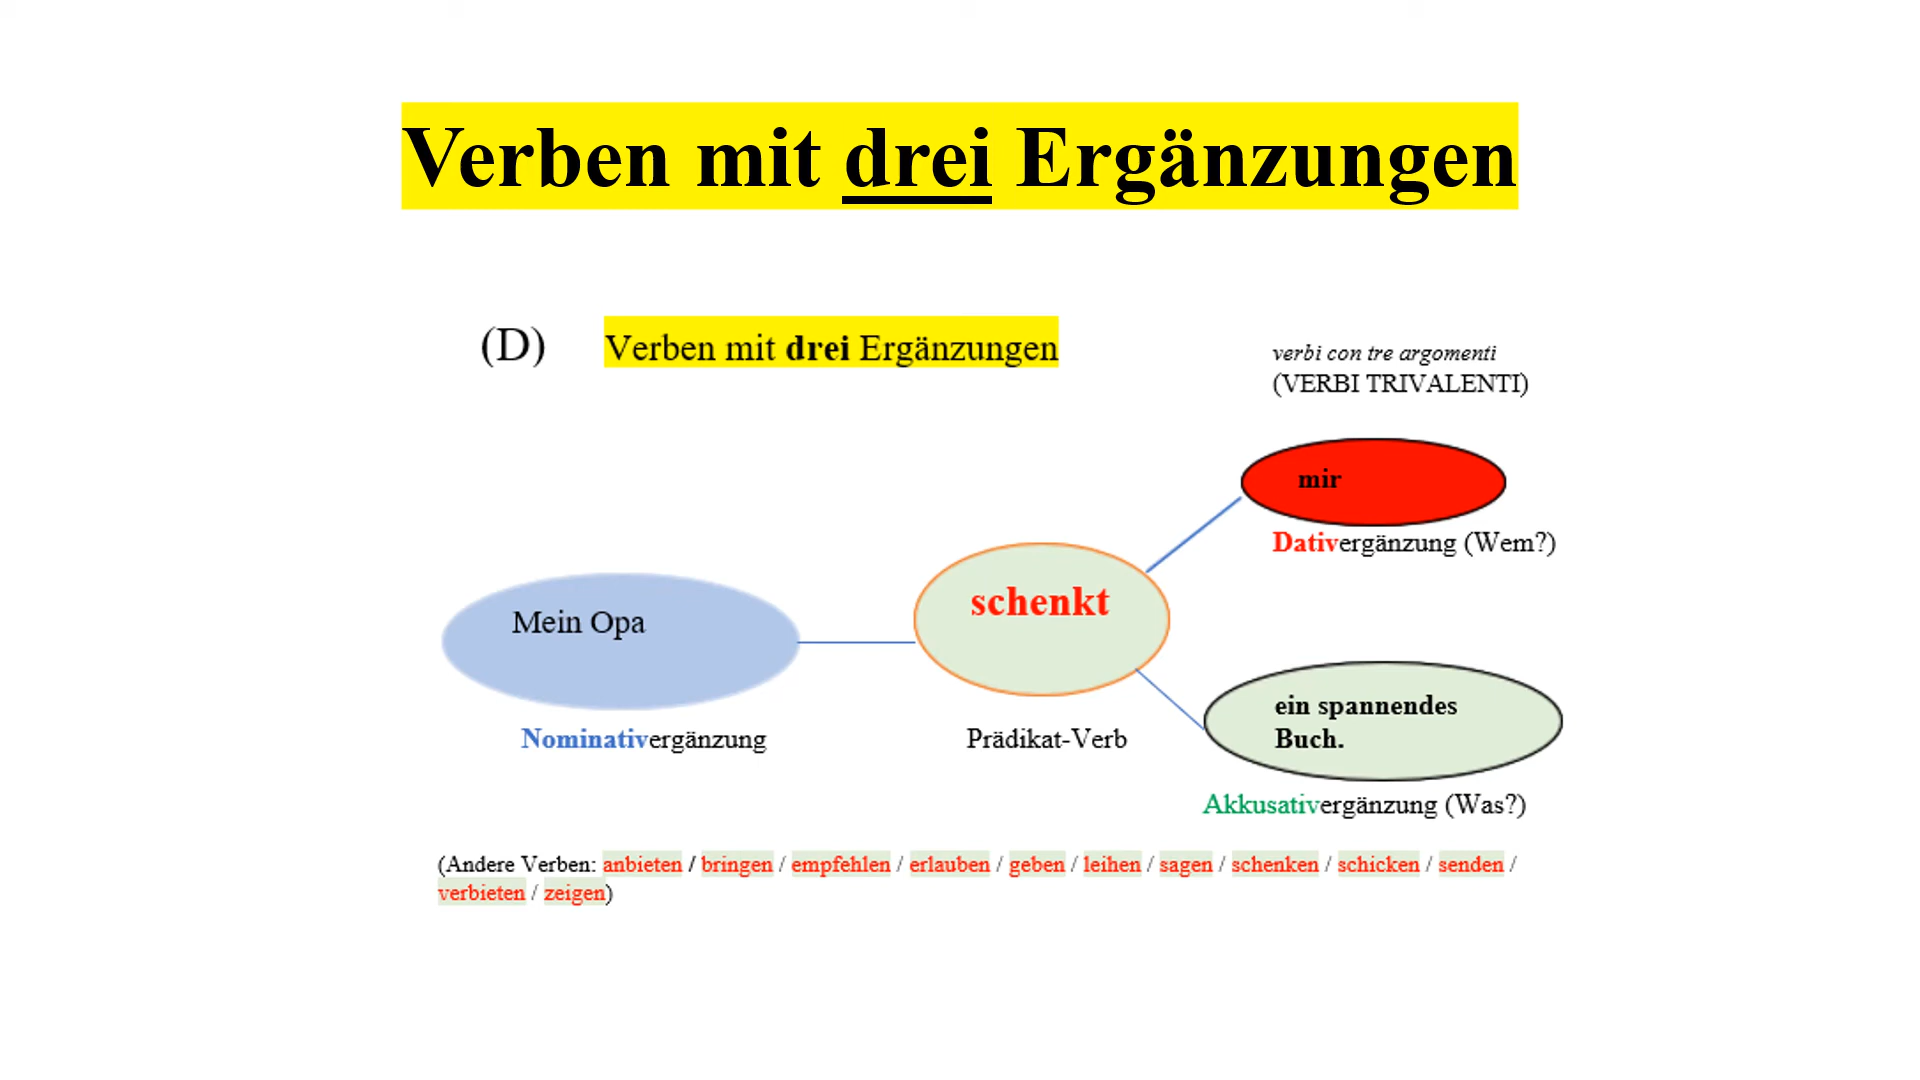 Verben mit drei Ergänzungen
(D) Verben mit drei Ergänzungen
verbi con tre argomenti
(VERBI TRIVALENTI)
mir
Dativergänzung (Wem?)
schenkt
Mein Opa
ein spannendes
Buch.
Nominativergänzung
Prädikat-Verb
Akkusativergänzung (Was?)
(Andere Verben: anbieten / bringen / empfehlen / erlauben / geben / leihen / sagen / schenken / schicken / senden /
verbieten / zeigen)